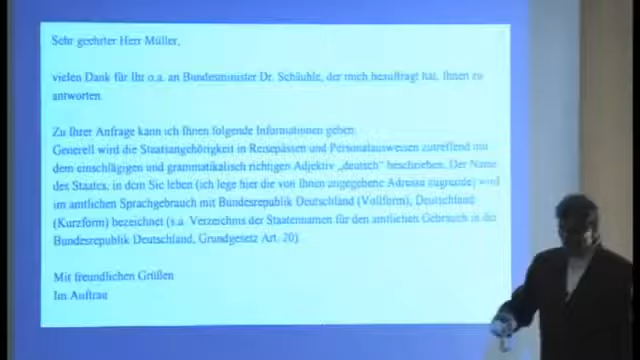 Sehr geehrter Herr Müller,
vielen Dank für Ihr o.a. an Bundesminister Dr. Schäuble, der mich beauftragt hat, Ihnen zu
antworten.
Zu Ihrer Anfrage kann ich Ihnen folgende Informationen geben:
Generell wird die Staatsangehörigkeit in Reisepässen und Personalausweisen zutreffend mit
dem einschlägigen und grammatikalisch richtigen Adjektiv „deutsch" beschrieben. Der Name
des Staates, in dem Sie leben (ich lege hier die von Ihnen angegebene Adresse zugrunde) wird
im amtlichen Sprachgebrauch mit Bundesrepublik Deutschland (Vollform), Deutschland
(Kurzform) bezeichnet (s.a. Verzeichnis der Staatennamen für den amtlichen Gebrauch in der
Bundesrepublik Deutschland, Grundgesetz Art. 20).
Mit freundlichen Grüßen
Im Auftrag